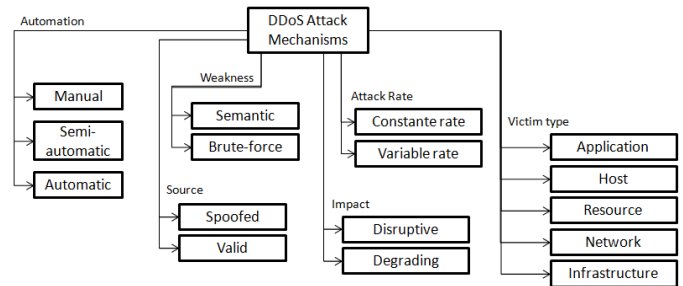 Automation
DDoS Attack
Mechanisms
Manual
Semi-
automatic
Automatic
Weakness
Semantic
Brute-force
Source
Spoofed
Valid
Attack Rate
Constante rate
Variable rate
Impact
Disruptive
Degrading
Victim type
Application
Host
Resource
Network
Infrastructure